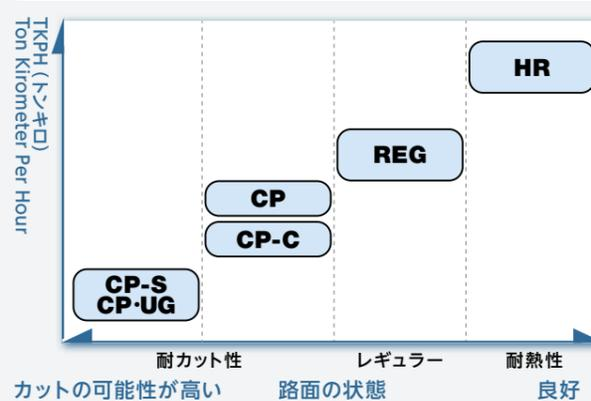 TKPH（トンキロ）
Ton Kirometer Per Hour
HR
REG
CP
CP-C
CP-S
CP·UG
耐カット性
レギュラー
耐熱性
カットの可能性が高い
路面の状態
良好